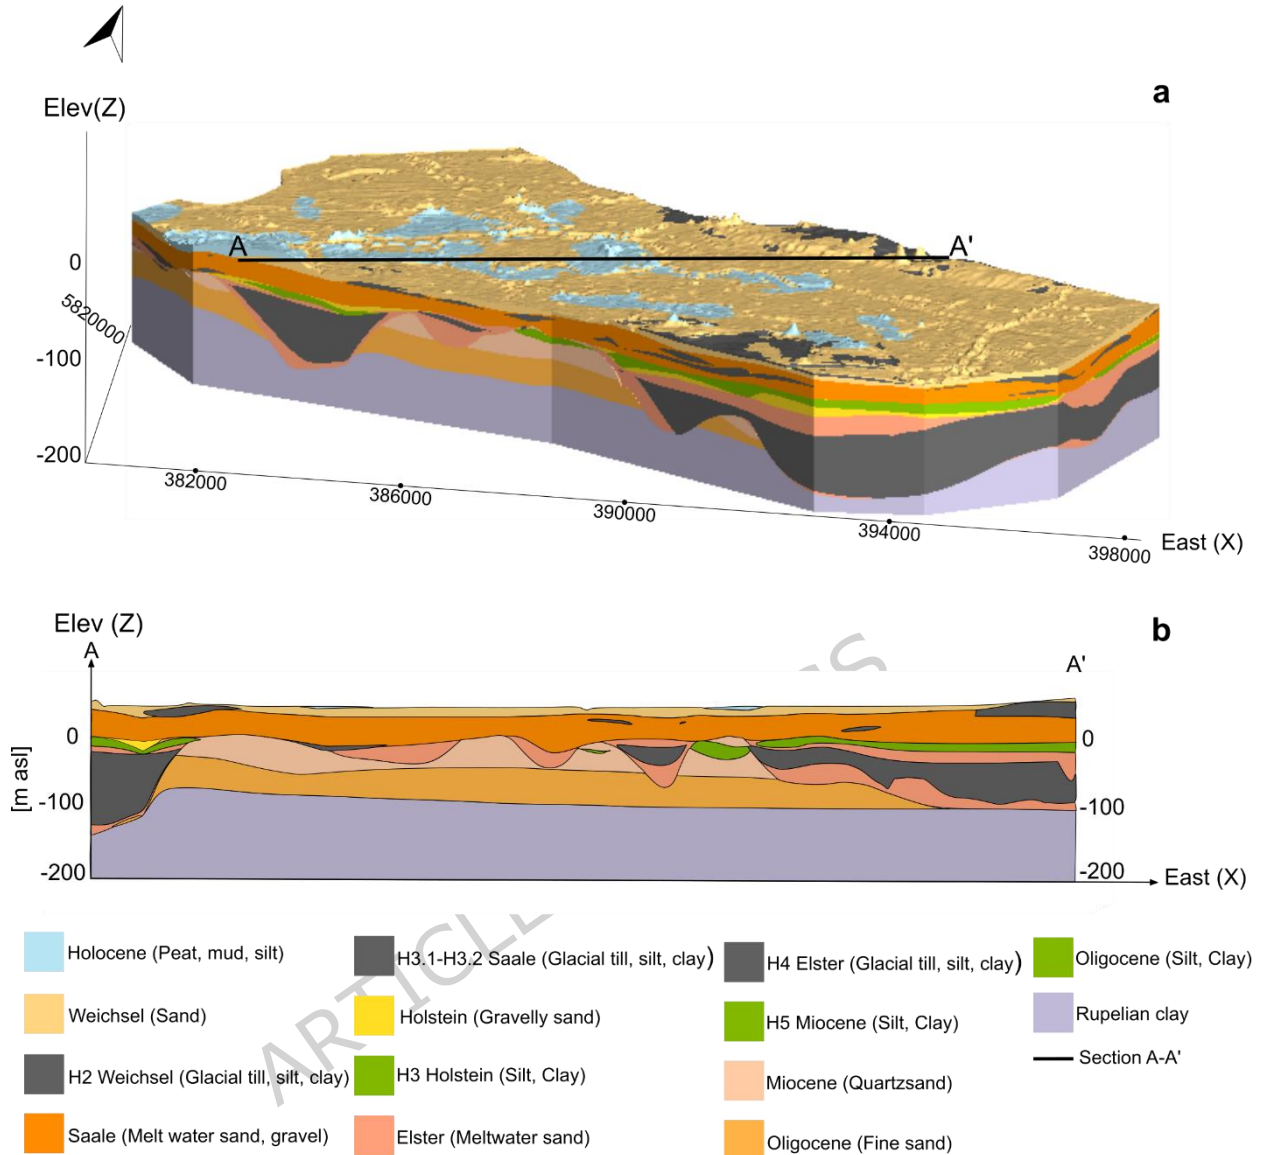 a
Elev(Z)
A
A'
0
5820000
-100
-200
382000
386000
390000
394000
398000
East (X)
Elev (Z)
b
A
A'
0
0
[m asl]
-100
-100
-200
-200
East (X)
Holocene (Peat, mud, silt)
H3.1-H3.2 Saale (Glacial till, silt, clay)
H4 Elster (Glacial till, silt, clay)
Oligocene (Silt, Clay)
Weichsel (Sand)
Holstein (Gravelly sand)
H5 Miocene (Silt, Clay)
Rupelian clay
Section A-A'
H2 Weichsel (Glacial till, silt, clay)
H3 Holstein (Silt, Clay)
Miocene (Quartzsand)
Saale (Melt water sand, gravel)
Elster (Meltwater sand)
Oligocene (Fine sand)